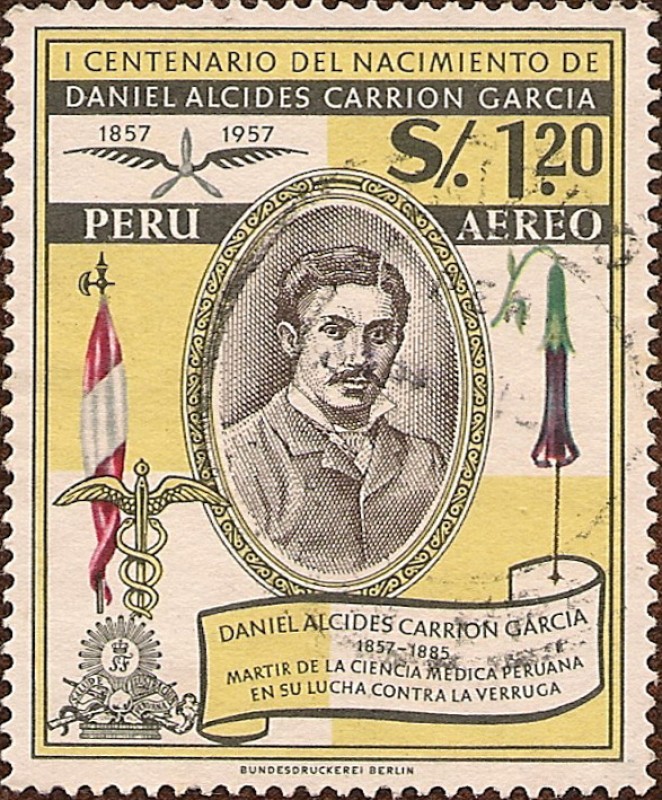 I CENTENARIO DEL NACIMIENTO DE
DANIEL ALCIDES CARRION GARCIA
1857 1957
S/. 1.20
PERU AEREO
DANIEL ALCIDES CARRION GARCIA
1857-1885
MARTIR DE LA CIENCIA MEDICA PERUANA
EN SU LUCHA CONTRA LA VERRUGA
BUNDESDRUCKEREI BERLIN